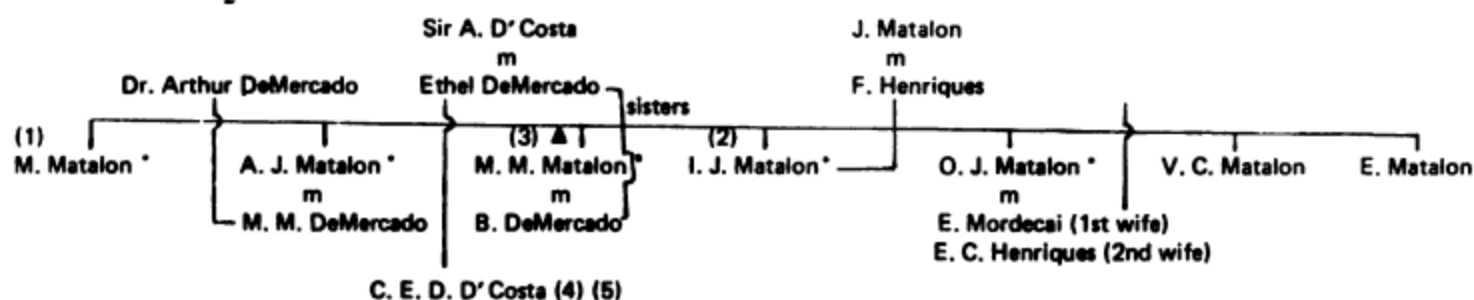 Sir A. D'Costa J. Matalon
m m
Dr. Arthur DeMercado Ethel DeMercado F. Henriques
sisters
(1) (3) ▲ (2)
M. Matalon * A. J. Matalon * M. M. Matalon * I. J. Matalon * O. J. Matalon * V. C. Matalon E. Matalon
m m m
M. M. DeMercado B. DeMercado E. Mordecai (1st wife)
E. C. Henriques (2nd wife)
C. E. D. D'Costa (4) (5)